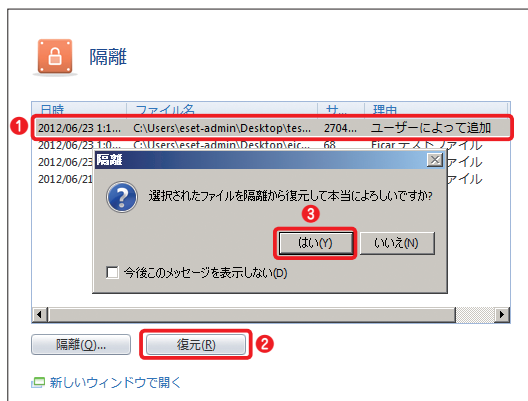 隔離
日時 ファイル名 サ... 理由
❶
2012/06/23 1:1... C:\Users\eset-admin\Desktop\tes... 2704... ユーザーによって追加
2012/06/23 1:0... C:\Users\eset-admin\Desktop\eic... 68 Eicar テストファイル
2012/06/23 ァイル
2012/06/21 ァイル
隔離
選択されたファイルを隔離から復元して本当によろしいですか?
❸
はい(Y) いいえ(N)
今後このメッセージを表示しない(D)
隔離(Q)... 復元(R) ❷
新しいウィンドウで開く